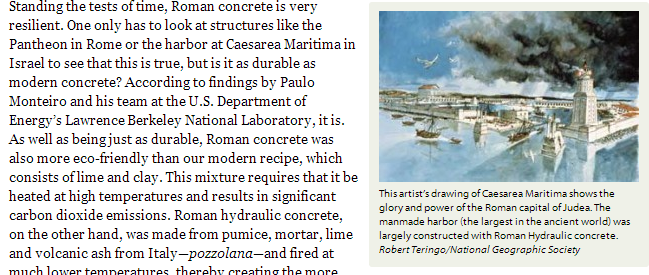 Standing the tests of time, Roman concrete is very
resilient. One only has to look at structures like the
Pantheon in Rome or the harbor at Caesarea Maritima in
Israel to see that this is true, but is it as durable as
modern concrete? According to findings by Paulo
Monteiro and his team at the U.S. Department of
Energy’s Lawrence Berkeley National Laboratory, it is.
As well as being just as durable, Roman concrete was
also more eco-friendly than our modern recipe, which
consists of lime and clay. This mixture requires that it be
heated at high temperatures and results in significant
carbon dioxide emissions. Roman hydraulic concrete,
on the other hand, was made from pumice, mortar, lime
and volcanic ash from Italy—pozzolana—and fired at
much lower temperatures, thereby creating the more
This artist’s drawing of Caesarea Maritima shows the
glory and power of the Roman capital of Judea. The
manmade harbor (the largest in the ancient world) was
largely constructed with Roman Hydraulic concrete.
Robert Teringo/National Geographic Society